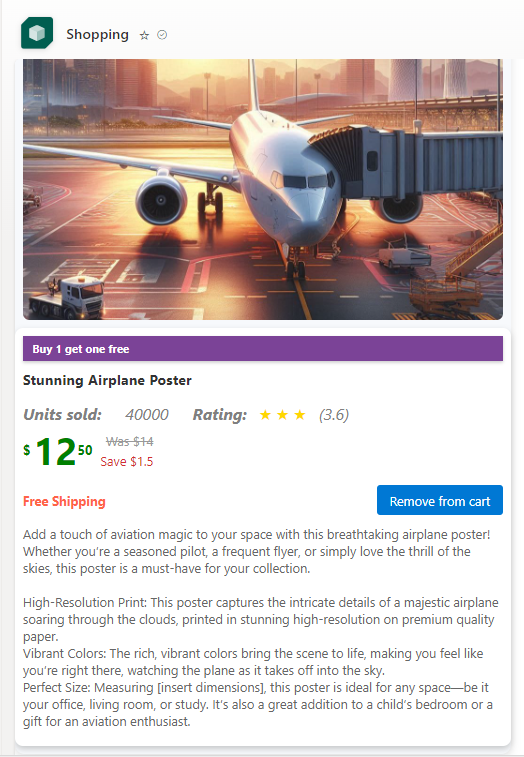 Shopping
Buy 1 get one free
Stunning Airplane Poster
Units sold: 40000 Rating: (3.6)
$ 12 50 Was $14
Save $1.5
Free Shipping
Remove from cart
Add a touch of aviation magic to your space with this breathtaking airplane poster!
Whether you're a seasoned pilot, a frequent flyer, or simply love the thrill of the
skies, this poster is a must-have for your collection.
High-Resolution Print: This poster captures the intricate details of a majestic airplane
soaring through the clouds, printed in stunning high-resolution on premium quality
paper.
Vibrant Colors: The rich, vibrant colors bring the scene to life, making you feel like
you're right there, watching the plane as it takes off into the sky.
Perfect Size: Measuring [insert dimensions], this poster is ideal for any space—be it
your office, living room, or study. It's also a great addition to a child's bedroom or a
gift for an aviation enthusiast.